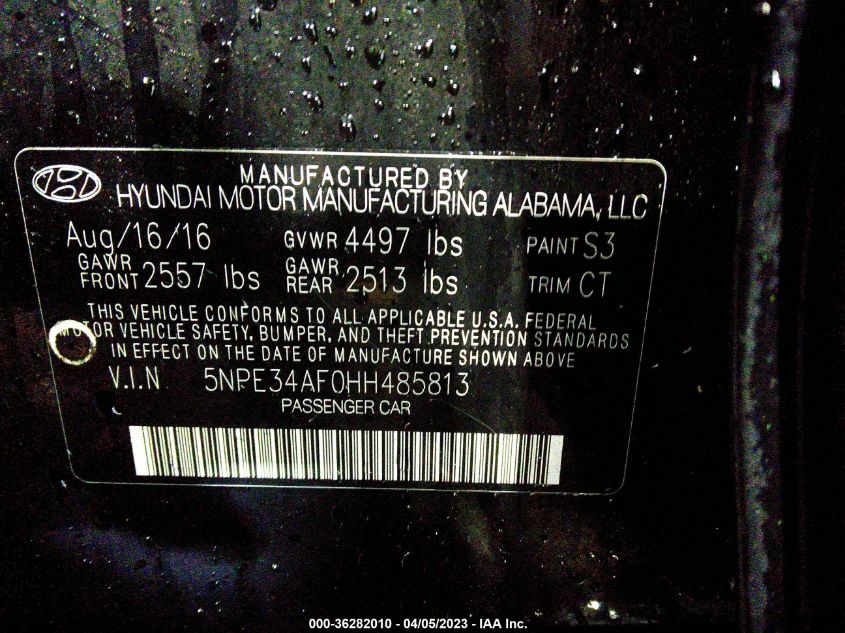 MANUFACTURED BY
HYUNDAI MOTOR MANUFACTURING ALABAMA, LLC
Aug/16/16 GVWR 4497 lbs PAINT S3
GAWR FRONT 2557 lbs GAWR REAR 2513 lbs TRIM CT
THIS VEHICLE CONFORMS TO ALL APPLICABLE U.S.A. FEDERAL
MOTOR VEHICLE SAFETY, BUMPER, AND THEFT PREVENTION STANDARDS
IN EFFECT ON THE DATE OF MANUFACTURE SHOWN ABOVE
V.I.N 5NPE34AF0HH485813
PASSENGER CAR
000-36282010 - 04/05/2023 - IAA Inc.